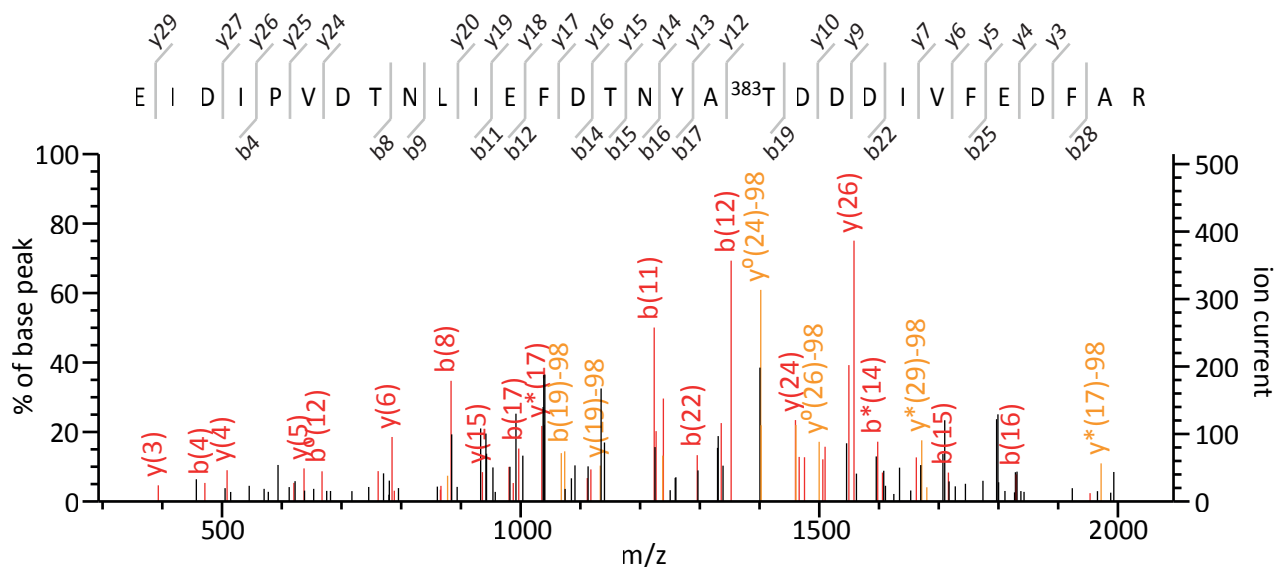 y29 y27 y26 y25 y24 y20 y19 y18 y17 y16 y15 y14 y13 y12 y10 y9 y7 y6 y5 y4 y3
E I D I P V D T N L I E F D T N Y A 383T D D D I V F E D F A R
b4 b8 b9 b11 b12 b14 b15 b16 b17 b19 b22 b25 b28
% of base peak
100
80
60
40
20
0
y(3)
b(4)
y(4)
y(5)
b⁰(12)
y(6)
b(8)
y(15)
b(17)
y*(17)
b(19)-98
y(19)-98
b(11)
b(22)
b(12)
y⁰(24)-98
y(24)
y⁰(26)-98
y(26)
b*(14)
y*(29)-98
b(15)
b(16)
y*(17)-98
500
400
300
200
100
0
ion current
500 1000 1500 2000
m/z